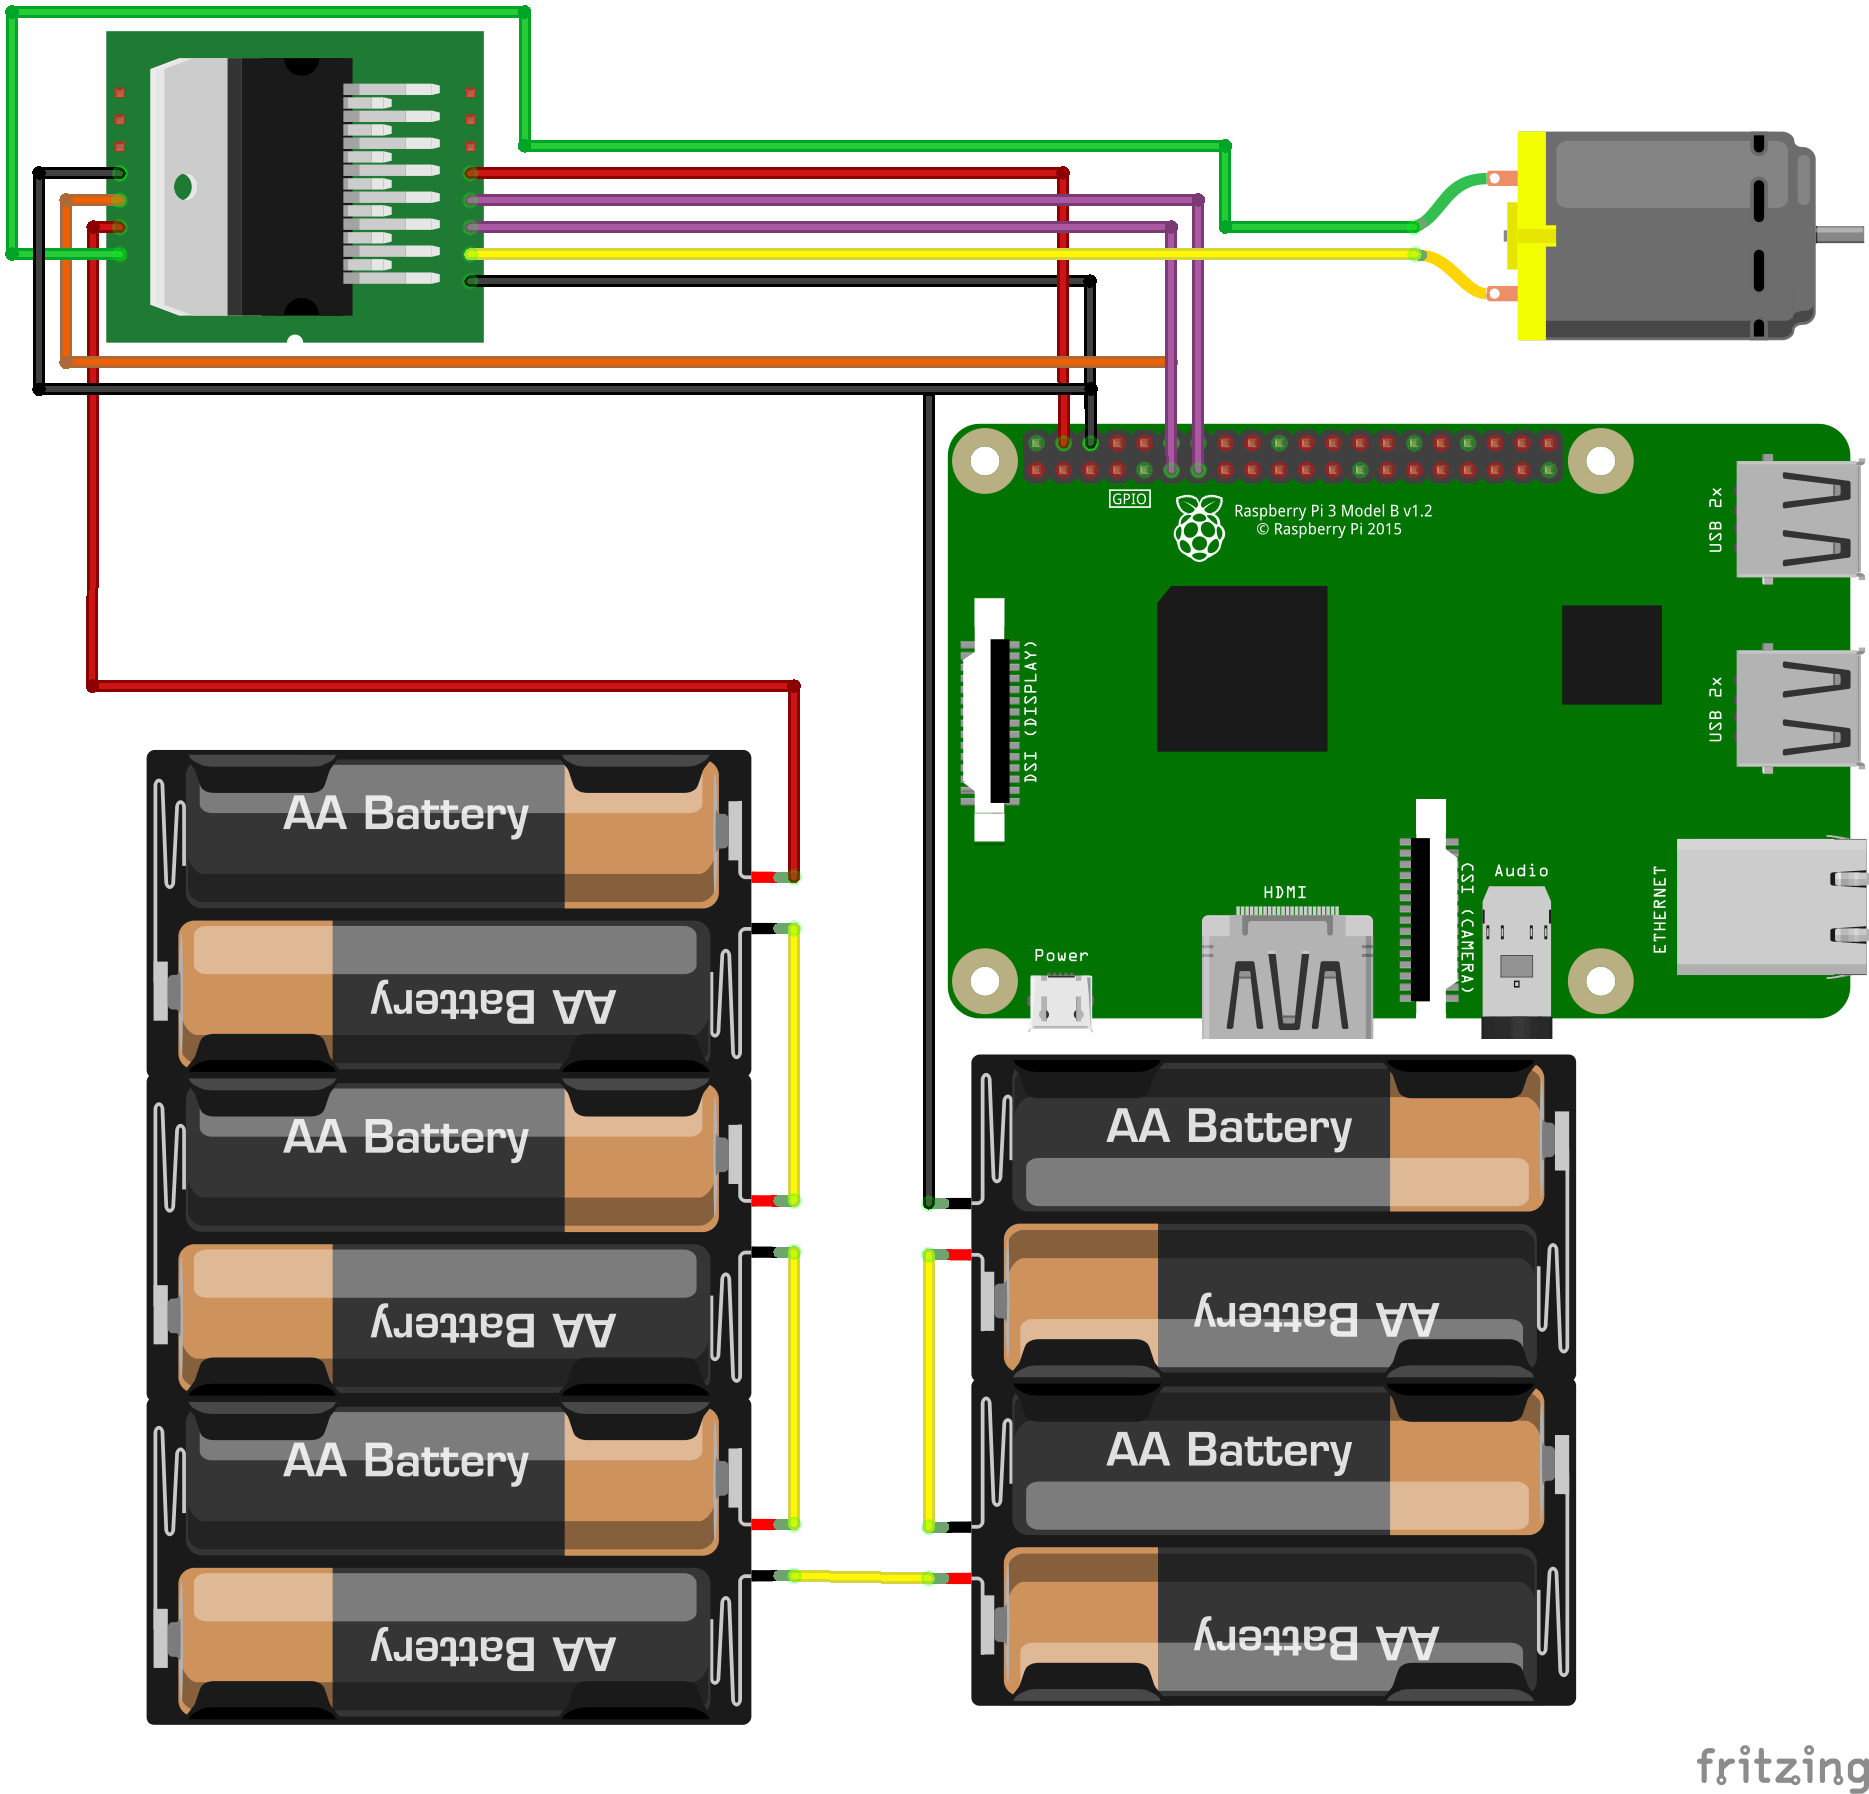 GPIO
Raspberry Pi 3 Model B v1.2
© Raspberry Pi 2015
USB 2x
DSI (DISPLAY)
USB 2x
AA Battery
CSI (CAMERA)
Audio
ETHERNET
HDMI
Power
AA Battery
AA Battery
AA Battery
AA Battery
AA Battery
AA Battery
AA Battery
AA Battery
AA Battery
fritzing